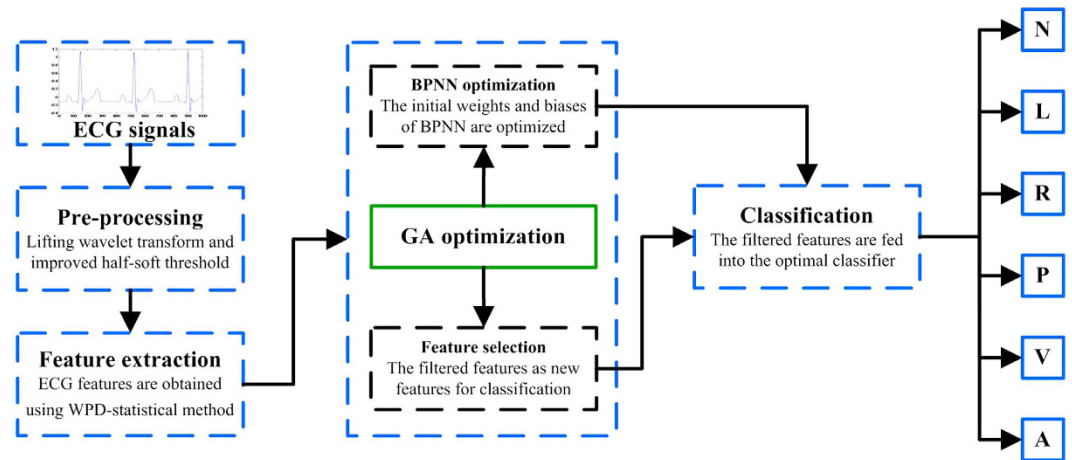 ECG signals
Pre-processing
Lifting wavelet transform and
improved half-soft threshold
Feature extraction
ECG features are obtained
using WPD-statistical method
BPNN optimization
The initial weights and biases
of BPNN are optimized
GA optimization
Feature selection
The filtered features as new
features for classification
Classification
The filtered features are fed
into the optimal classifier
N
L
R
P
V
A